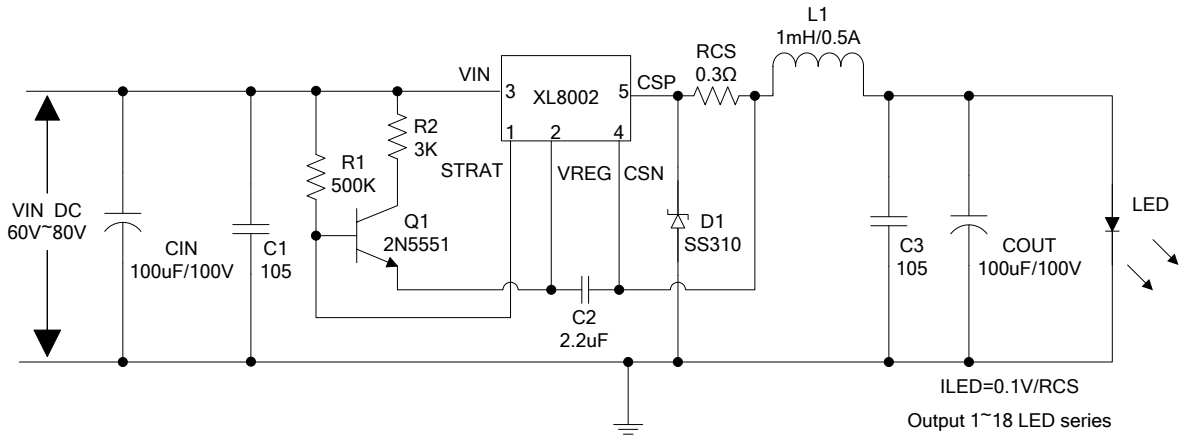 L1
1mH/0.5A
RCS
0.3Ω
VIN
3
XL8002
5
CSP
1
2
4
R2
3K
STRAT
VREG
CSN
R1
500K
VIN DC
60V~80V
Q1
2N5551
D1
SS310
LED
CIN
100uF/100V
C1
105
C3
105
COUT
100uF/100V
C2
2.2uF
ILED=0.1V/RCS
Output 1~18 LED series